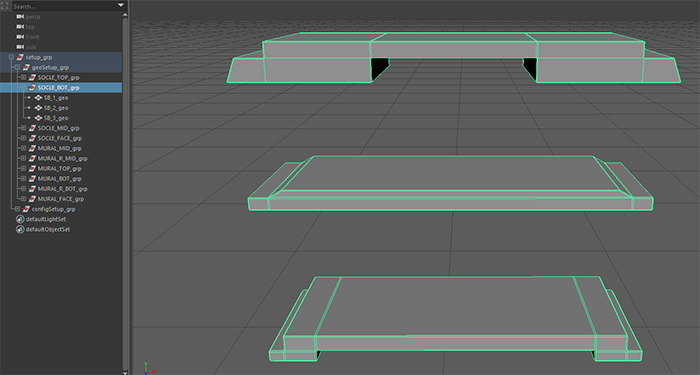 Search...
persp
top
front
side
setup_grp
geoSetup_grp
SOCLE_TOP_grp
SOCLE_BOT_grp
SB_1_geo
SB_2_geo
SB_3_geo
SOCLE_MID_grp
SOCLE_FACE_grp
MURAL_MID_grp
MURAL_R_MID_grp
MURAL_TOP_grp
MURAL_BOT_grp
MURAL_R_BOT_grp
MURAL_FACE_grp
configSetup_grp
defaultLightSet
defaultObjectSet